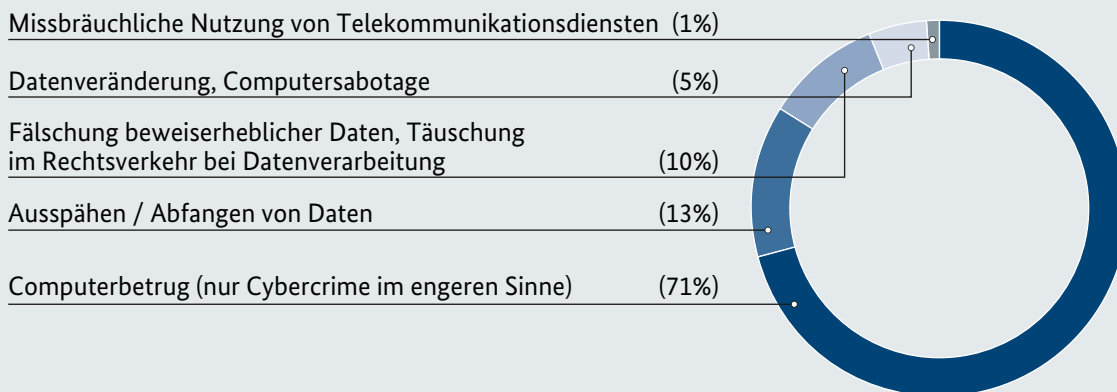 Missbräuchliche Nutzung von Telekommunikationsdiensten (1%)
Datenveränderung, Computersabotage (5%)
Fälschung beweiserheblicher Daten, Täuschung
im Rechtsverkehr bei Datenverarbeitung (10%)
Ausspähen / Abfangen von Daten (13%)
Computerbetrug (nur Cybercrime im engeren Sinne) (71%)